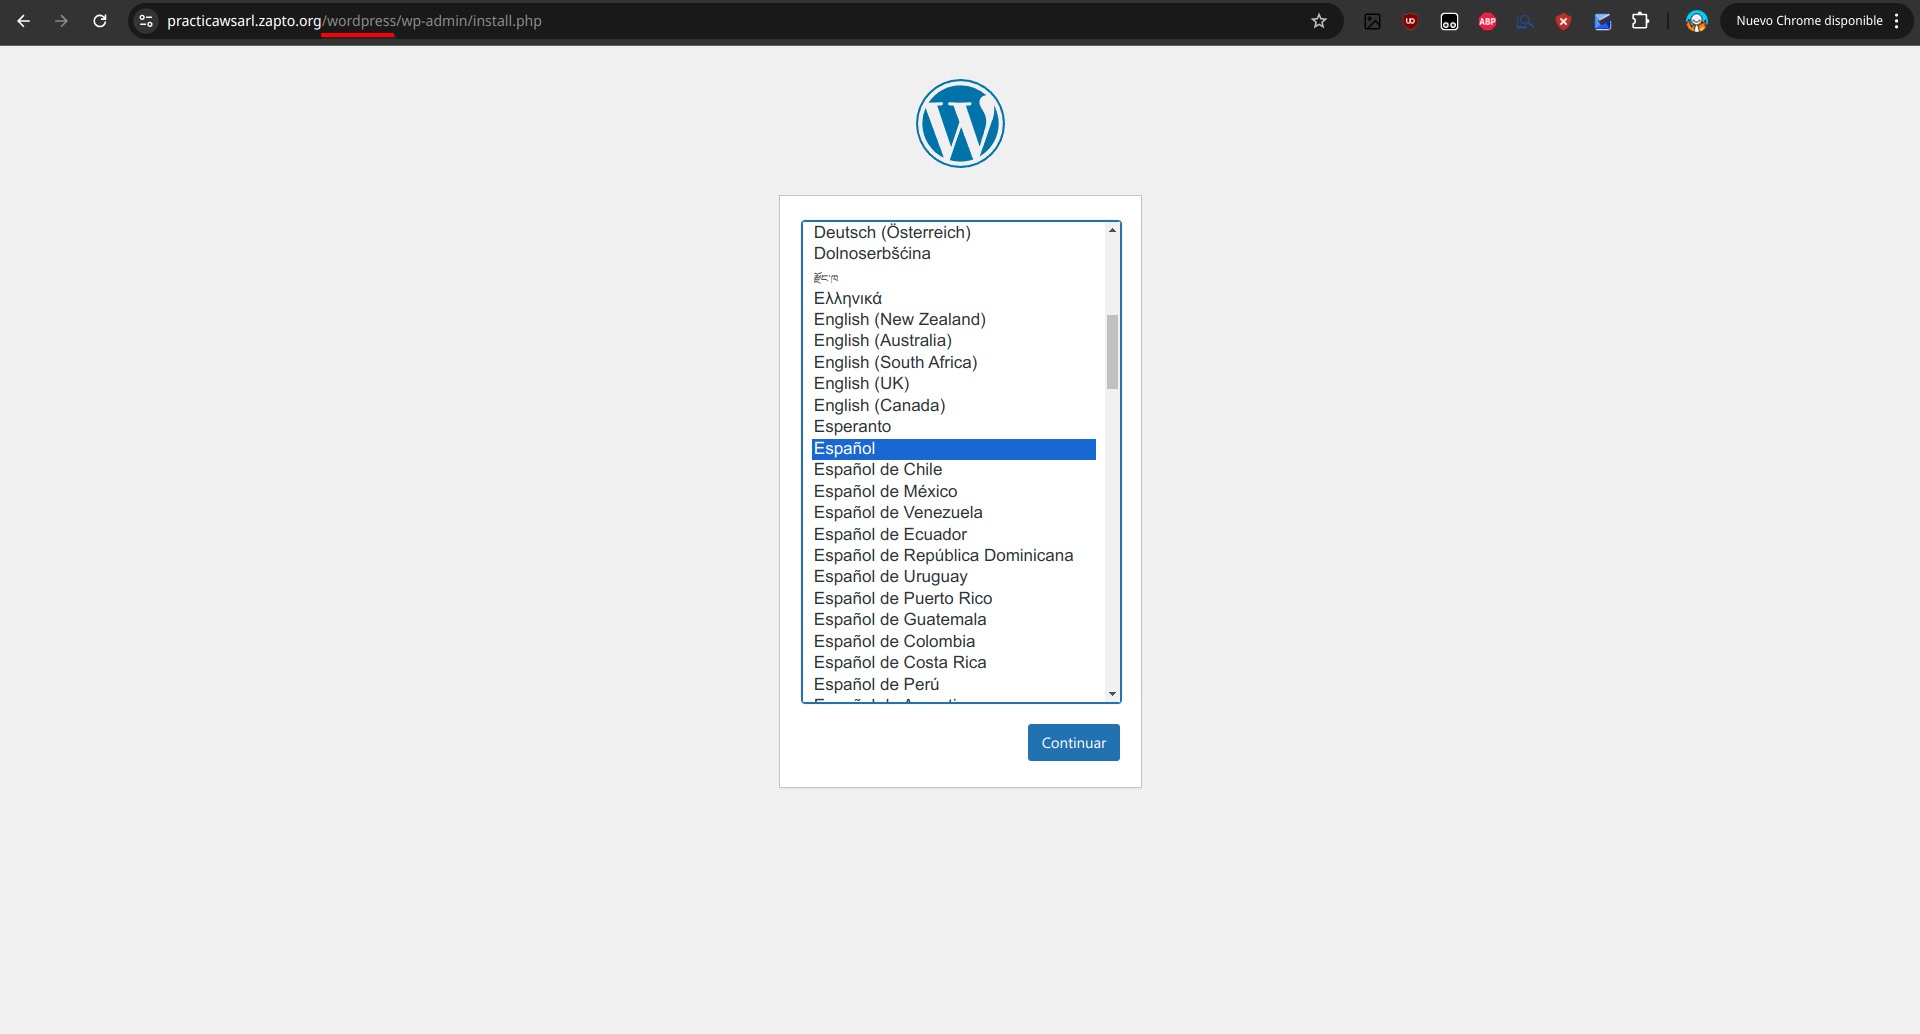 practicawsarl.zapto.org/wordpress/wp-admin/install.php
Nuevo Chrome disponible
Deutsch (Österreich)
Dolnoserbšćina
རྫོང་ཁ
Ελληνικά
English (New Zealand)
English (Australia)
English (South Africa)
English (UK)
English (Canada)
Esperanto
Español
Español de Chile
Español de México
Español de Venezuela
Español de Ecuador
Español de República Dominicana
Español de Uruguay
Español de Puerto Rico
Español de Guatemala
Español de Colombia
Español de Costa Rica
Español de Perú
Continuar